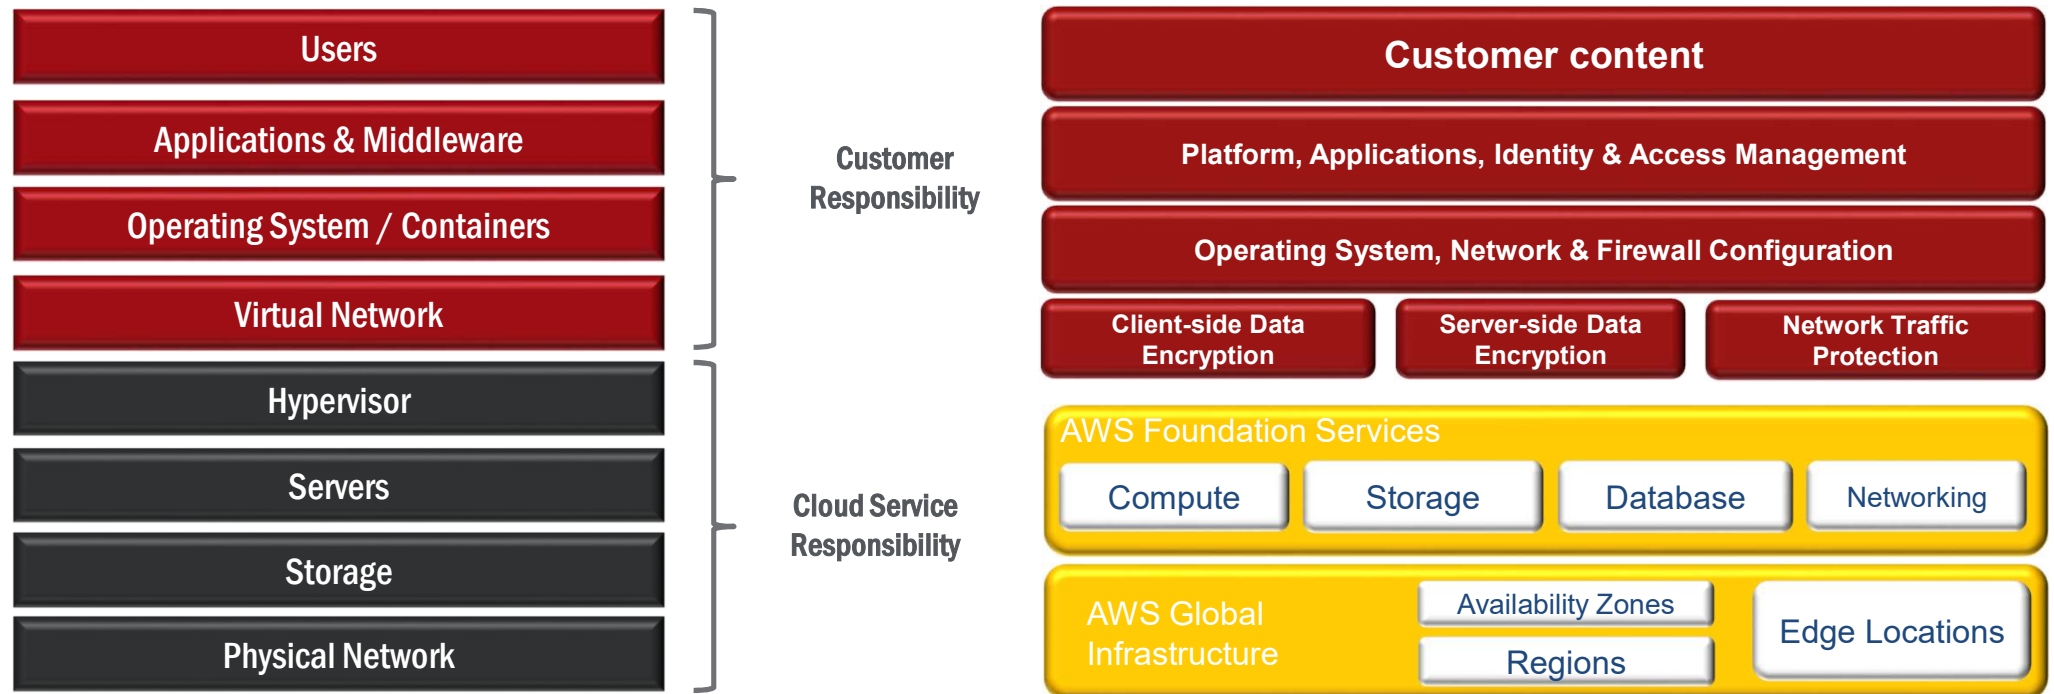 Users
Applications & Middleware
Operating System / Containers
Virtual Network
Hypervisor
Servers
Storage
Physical Network
Customer
Responsibility
Cloud Service
Responsibility
Customer content
Platform, Applications, Identity & Access Management
Operating System, Network & Firewall Configuration
Client-side Data
Encryption
Server-side Data
Encryption
Network Traffic
Protection
AWS Foundation Services
Compute
Storage
Database
Networking
AWS Global
Infrastructure
Availability Zones
Regions
Edge Locations